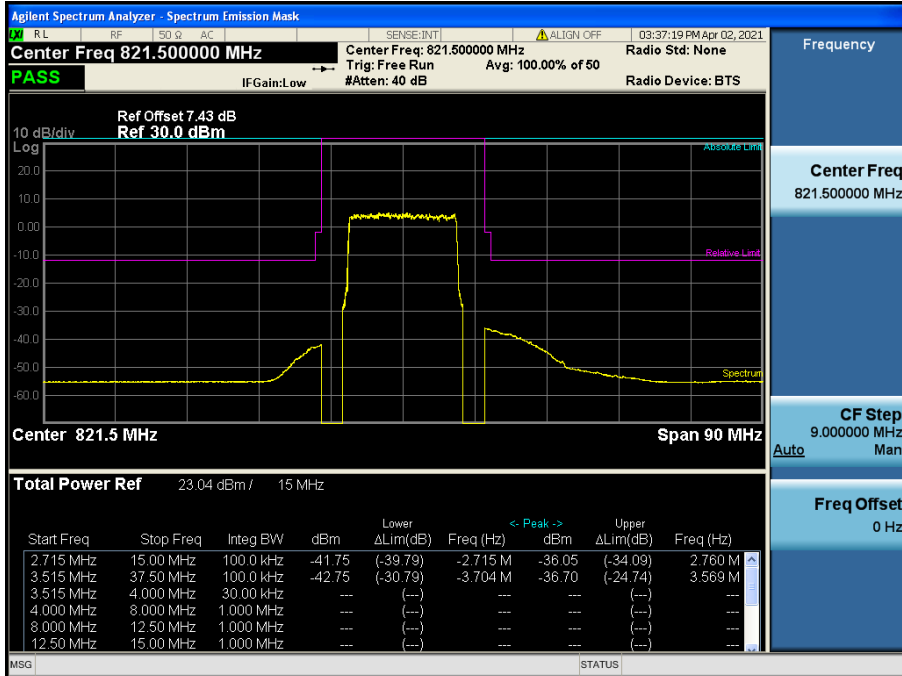 Agilent Spectrum Analyzer - Spectrum Emission Mask
LXI RL RF 50 Ω AC SENSE:INT ALIGN OFF 03:37:19 PM Apr 02, 2021
Center Freq 821.500000 MHz
Center Freq: 821.500000 MHz Radio Std: None
Trig: Free Run Avg: 100.00% of 50
PASS
IFGain:Low #Atten: 40 dB Radio Device: BTS
Ref Offset 7.43 dB
10 dB/div Ref 30.0 dBm
Log
Absolute Limit
20.0
10.0
0.00
-10.0
Relative Limit
-20.0
-30.0
-40.0
-50.0
Spectrum
-60.0
Center 821.5 MHz Span 90 MHz
Total Power Ref 23.04 dBm / 15 MHz
Lower <- Peak -> Upper
Start Freq Stop Freq Integ BW dBm ΔLim(dB) Freq (Hz) dBm ΔLim(dB) Freq (Hz)
2.715 MHz 15.00 MHz 100.0 kHz -41.75 (-39.79) -2.715 M -36.05 (-34.09) 2.760 M
3.515 MHz 37.50 MHz 100.0 kHz -42.75 (-30.79) -3.704 M -36.70 (-24.74) 3.569 M
3.515 MHz 4.000 MHz 30.00 kHz --- (---) --- --- (---) ---
4.000 MHz 8.000 MHz 1.000 MHz --- (---) --- --- (---) ---
8.000 MHz 12.50 MHz 1.000 MHz --- (---) --- --- (---) ---
12.50 MHz 15.00 MHz 1.000 MHz --- (---) --- --- (---) ---
MSG STATUS
Frequency
Center Freq
821.500000 MHz
CF Step
9.000000 MHz
Auto Man
Freq Offset
0 Hz